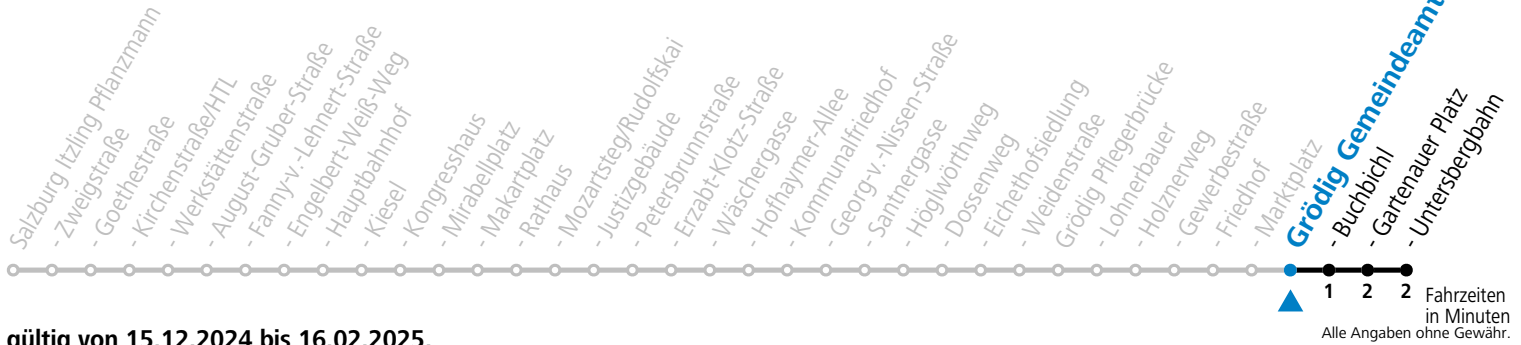 Salzburg Itzling Pflanzmann
- Zweigstraße
- Goethestraße
- Kirchenstraße/HTL
- Werkstättenstraße
- August-Gruber-Straße
- Fanny-v.-Lehnert-Straße
- Engelbert-Weiß-Weg
- Hauptbahnhof
- Kiesel
- Kongresshaus
- Mirabellplatz
- Makartplatz
- Rathaus
- Mozartsteg/Rudolfskai
- Justizgebäude
- Petersbrunnstraße
- Erzabt-Klotz-Straße
- Wäschergasse
- Hofhaymer-Allee
- Kommunalfriedhof
- Georg-v.-Nissen-Straße
- Santnergasse
- Höglwörthweg
- Dossenweg
- Eichethofsiedlung
- Weidenstraße
Grödig Pflegerbrücke
- Lohnerbauer
- Holznerweg
- Gewerbestraße
- Friedhof
- Marktplatz
Grödig Gemeindeamt
- Buchbichl
- Gartenauer Platz
- Untersbergbahn
1 2 2 Fahrzeiten
in Minuten
Alle Angaben ohne Gewähr.
gültig von 15.12.2024 bis 16.02.2025.